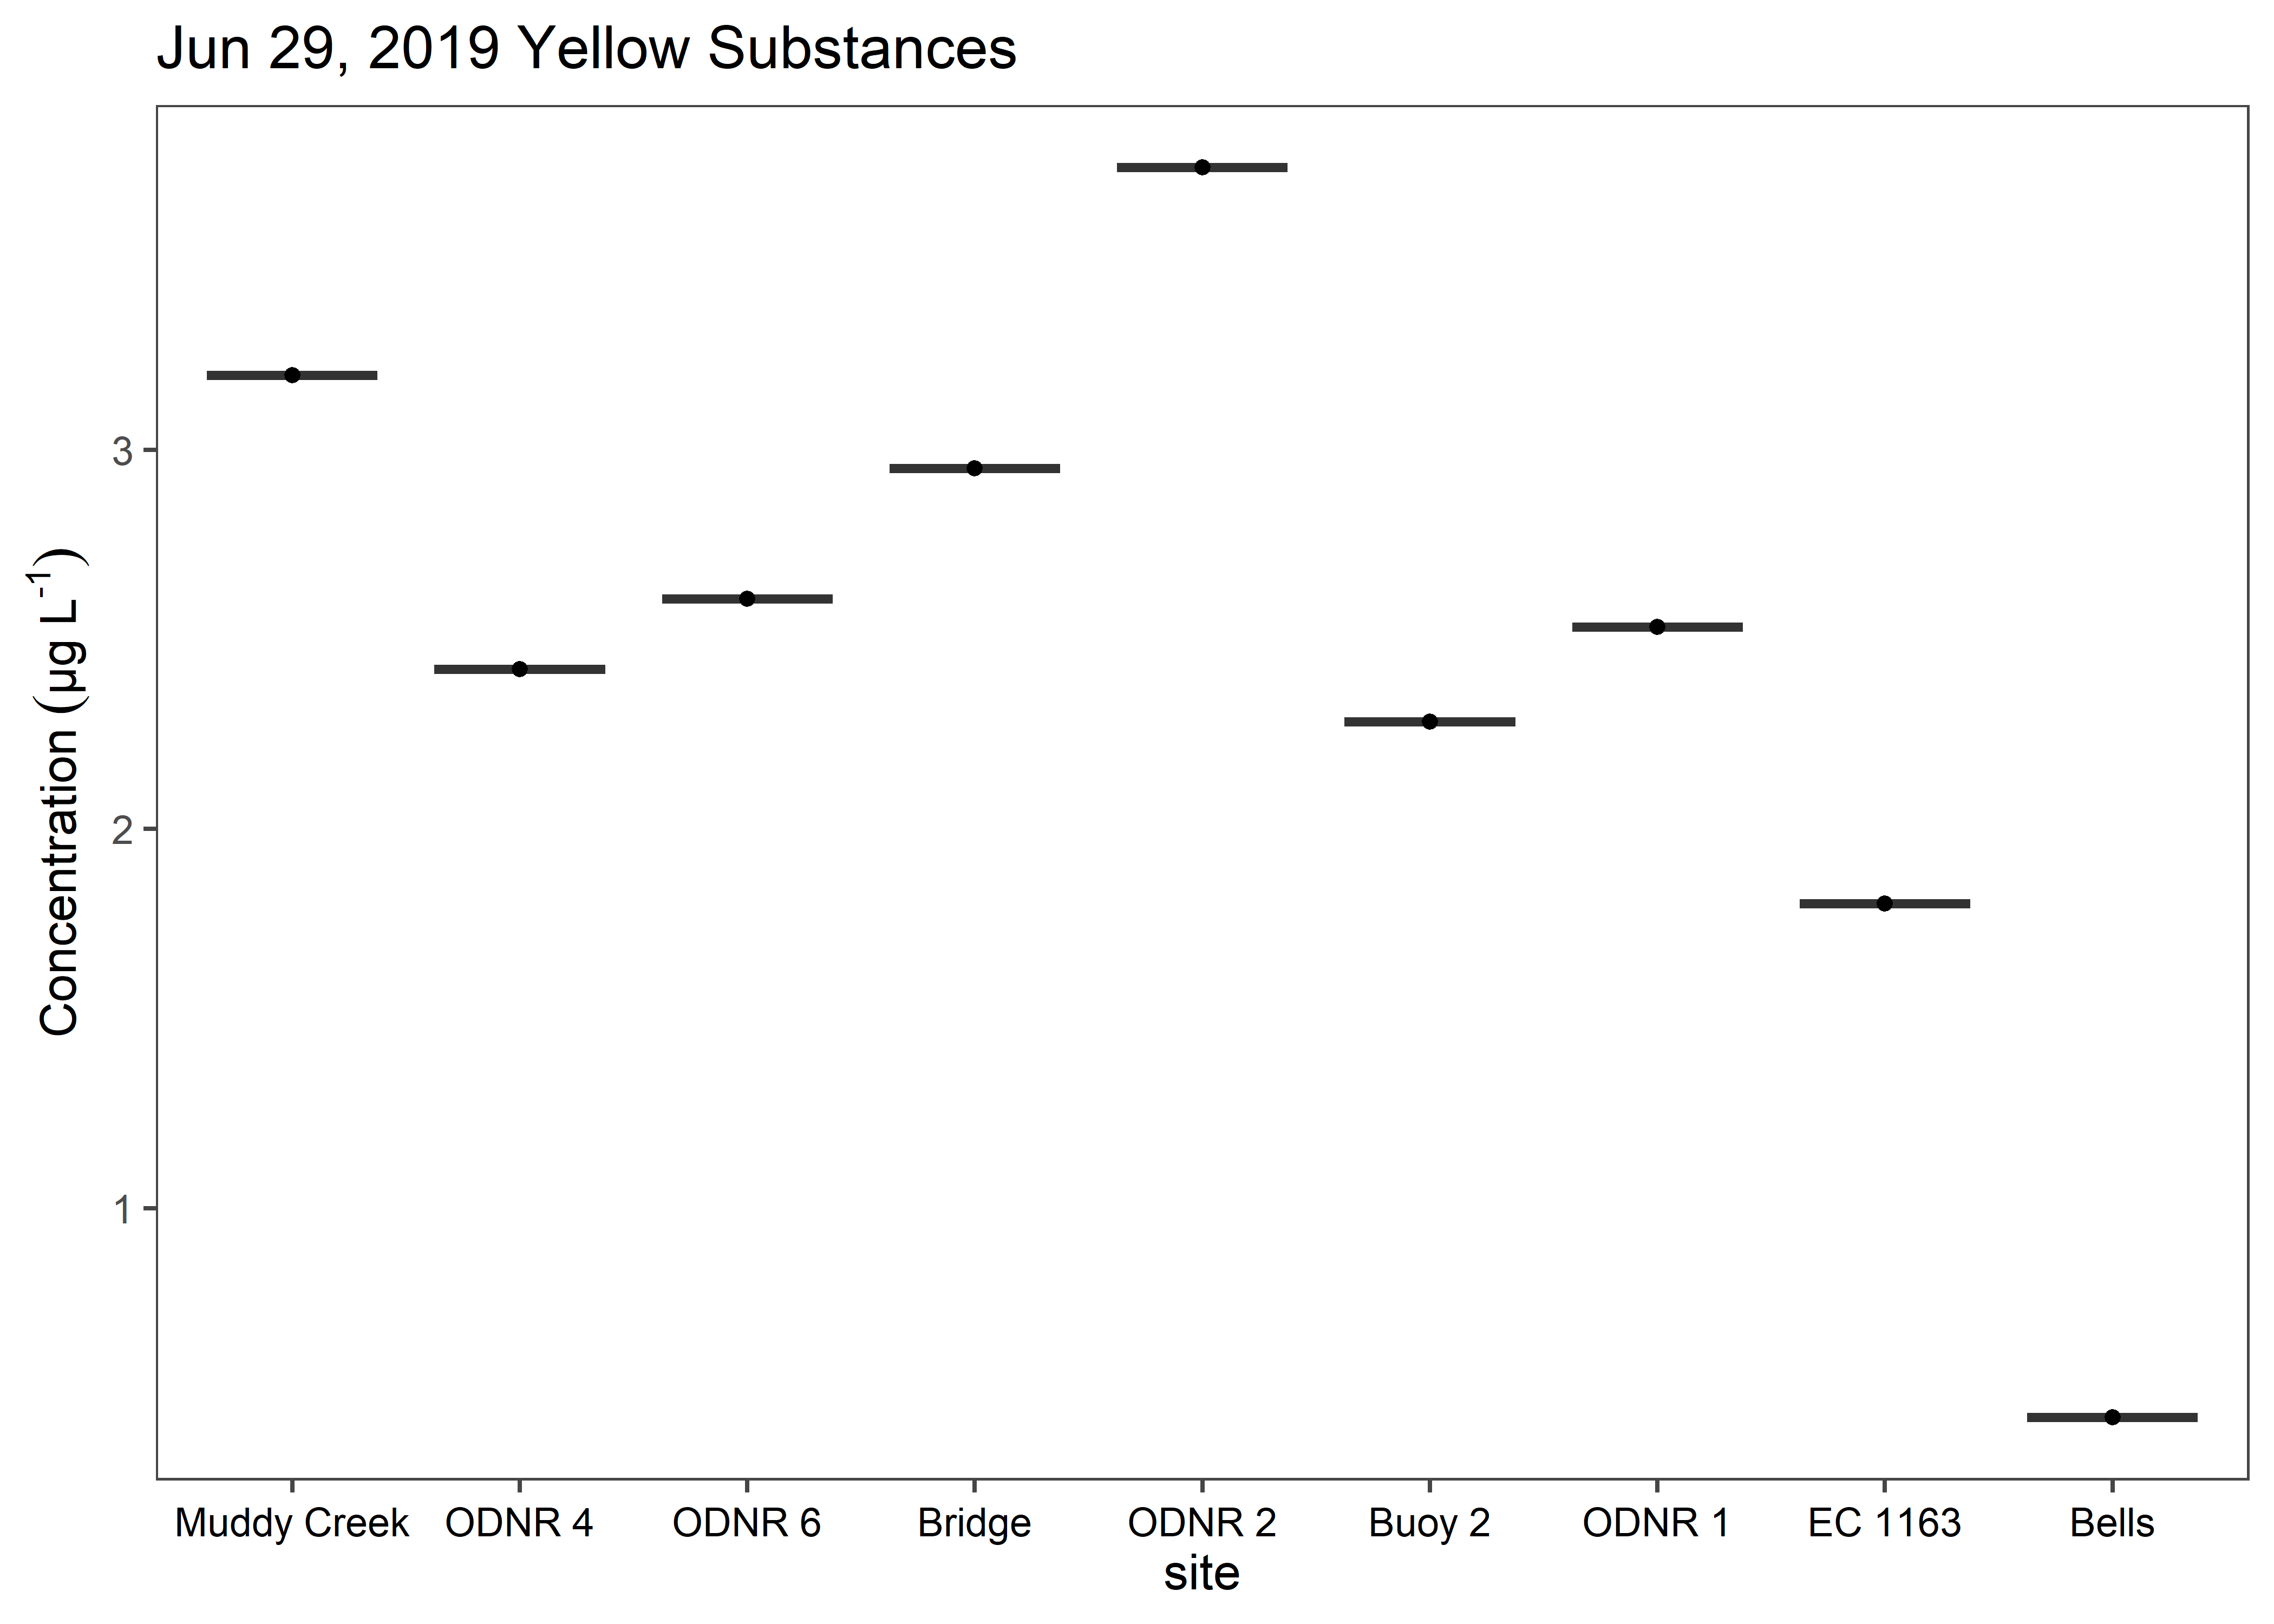 Jun 29, 2019 Yellow Substances
Concentration (µg L⁻¹)
3
2
1
Muddy Creek ODNR 4 ODNR 6 Bridge ODNR 2 Buoy 2 ODNR 1 EC 1163 Bells
site